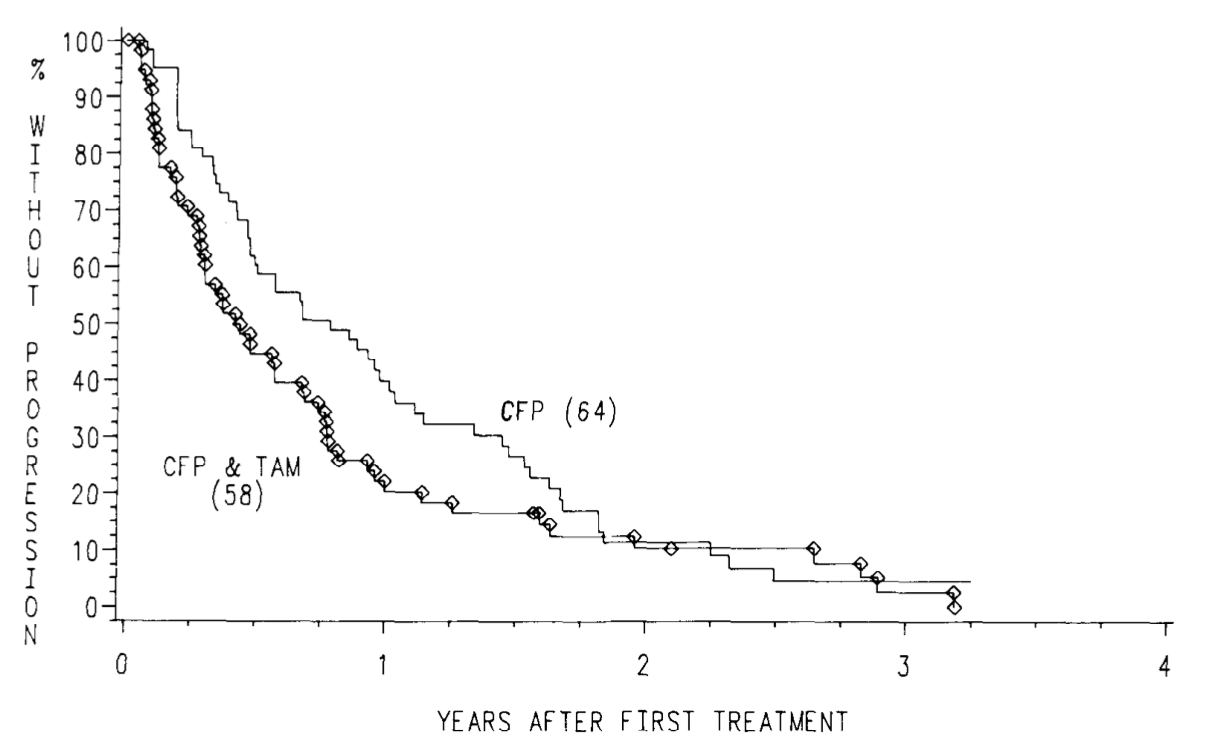 % WITHOUT PROGRESSION
100
90
80
70
60
50
40
30
20
10
0
CFP (64)
CFP & TAM
(58)
0 1 2 3 4
YEARS AFTER FIRST TREATMENT